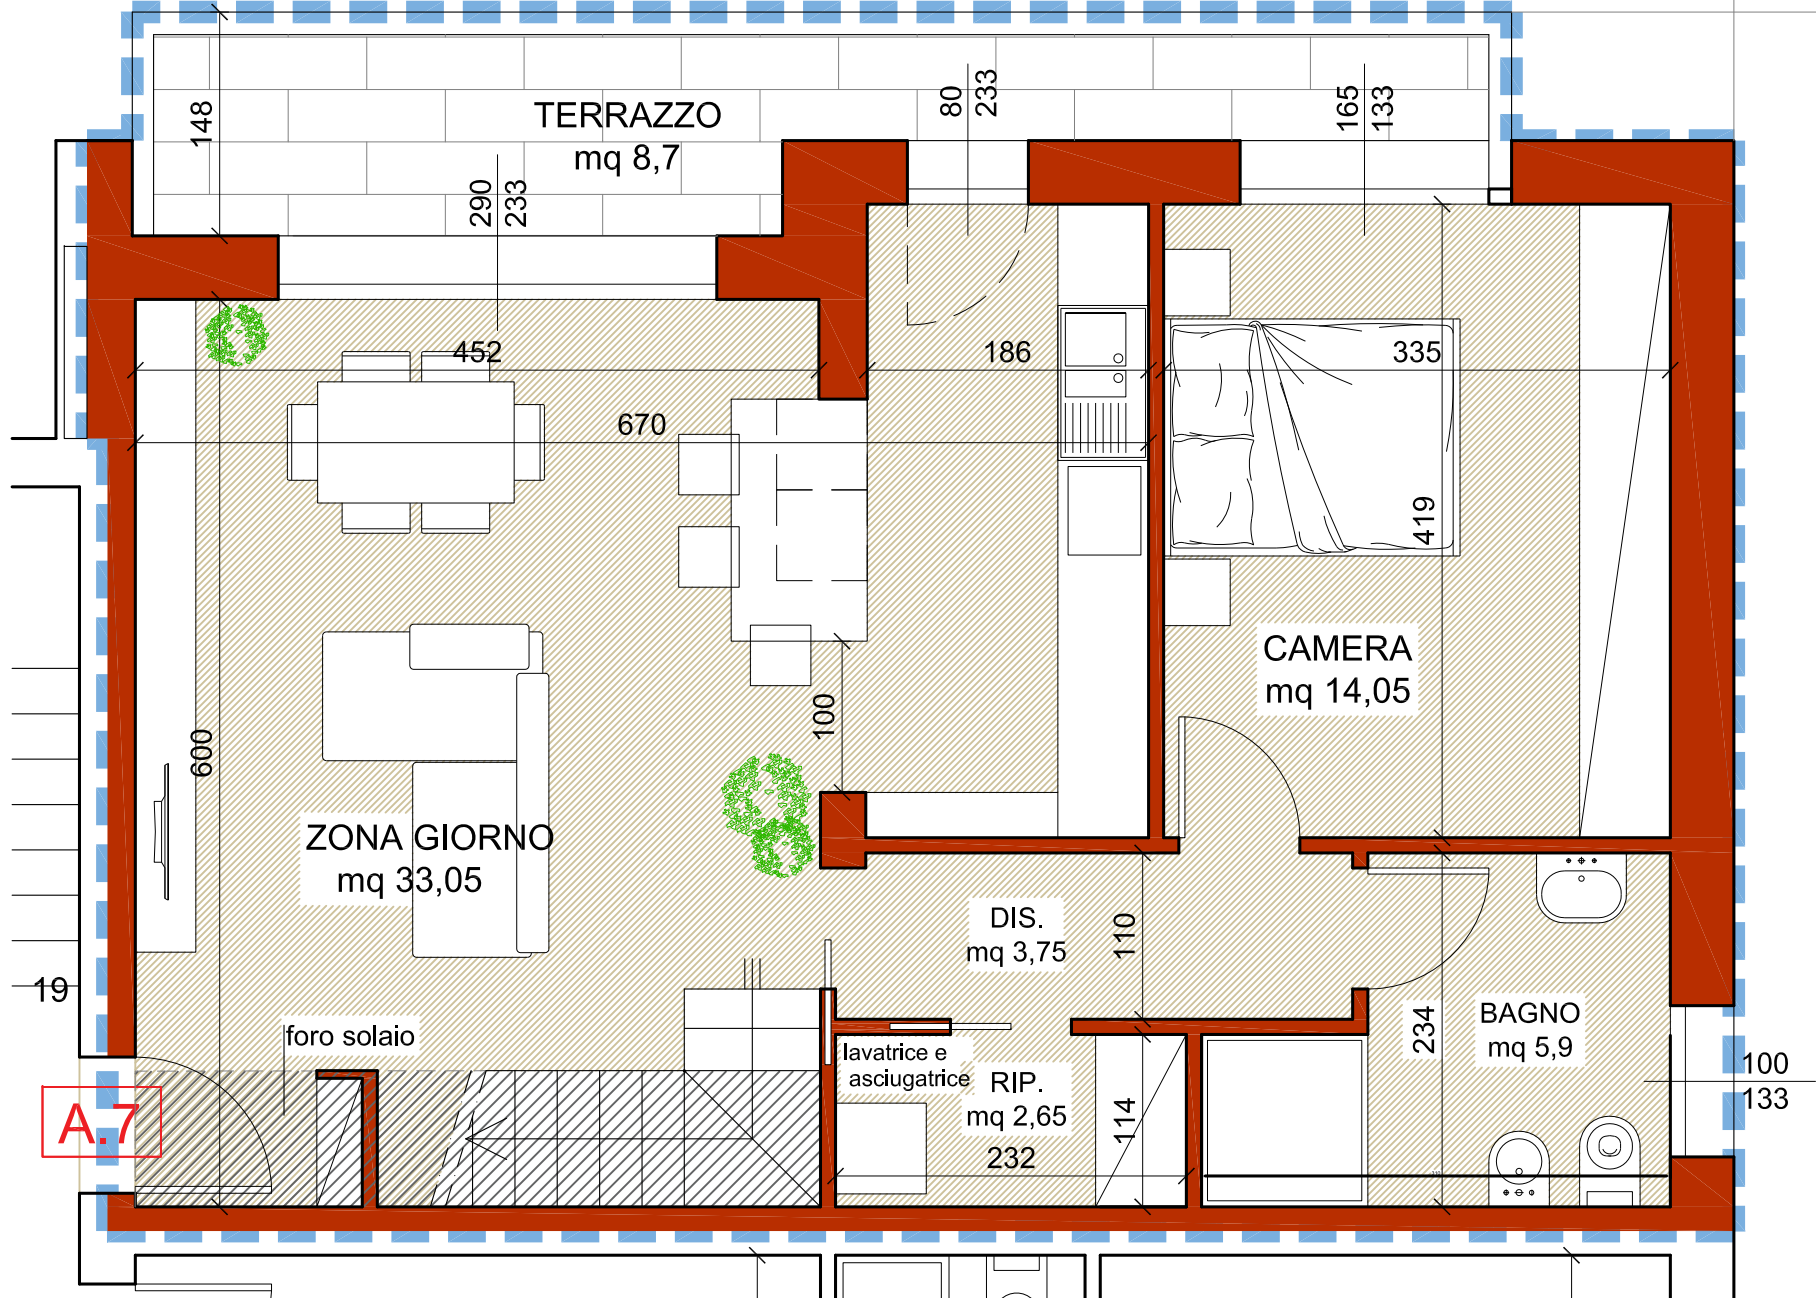 TERRAZZO
mq 8,7
148
290
233
80
233
165
133
452
186
335
670
419
CAMERA
mq 14,05
100
600
ZONA GIORNO
mq 33,05
DIS.
mq 3,75
110
19
foro solaio
BAGNO
mq 5,9
234
lavatrice e
asciugatrice
RIP.
mq 2,65
114
232
100
133
A.7